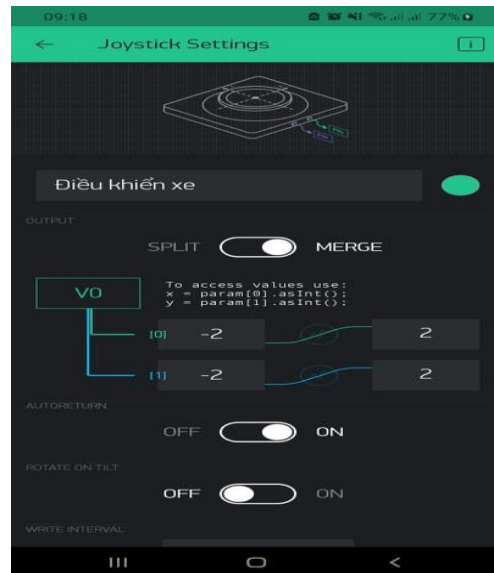 09:18 77%
Joystick Settings i
Điều khiển xe
OUTPUT
SPLIT MERGE
V0
To access values use:
x = param[0].asInt();
y = param[1].asInt();
[0] -2 2
[1] -2 2
AUTORETURN
OFF ON
ROTATE ON TILT
OFF ON
WRITE INTERVAL